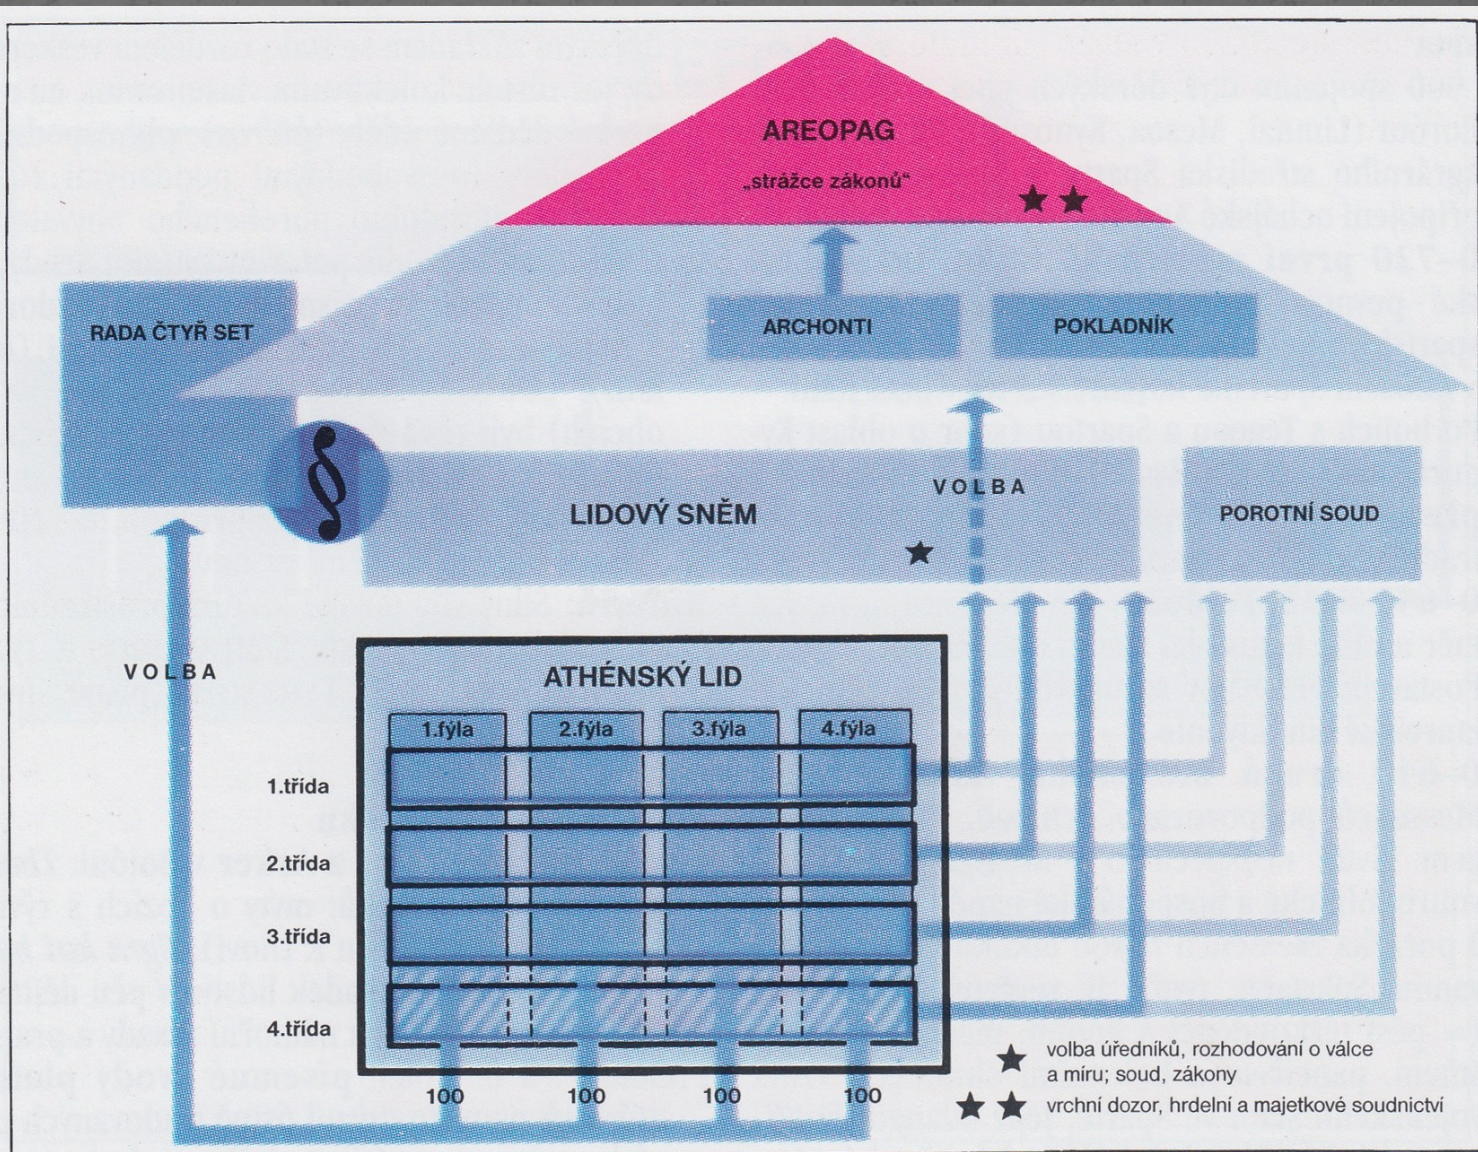 AREOPAG
„strážce zákonů“
★ ★
RADA ČTYŘ SET
ARCHONTI
POKLADNÍK
§
LIDOVÝ SNĚM
VOLBA
★
POROTNÍ SOUD
VOLBA
ATHÉNSKÝ LID
1.fýla 2.fýla 3.fýla 4.fýla
1.třída
2.třída
3.třída
4.třída
100 100 100 100
★ volba úředníků, rozhodování o válce
a míru; soud, zákony
★ ★ vrchní dozor, hrdelní a majetkové soudnictví